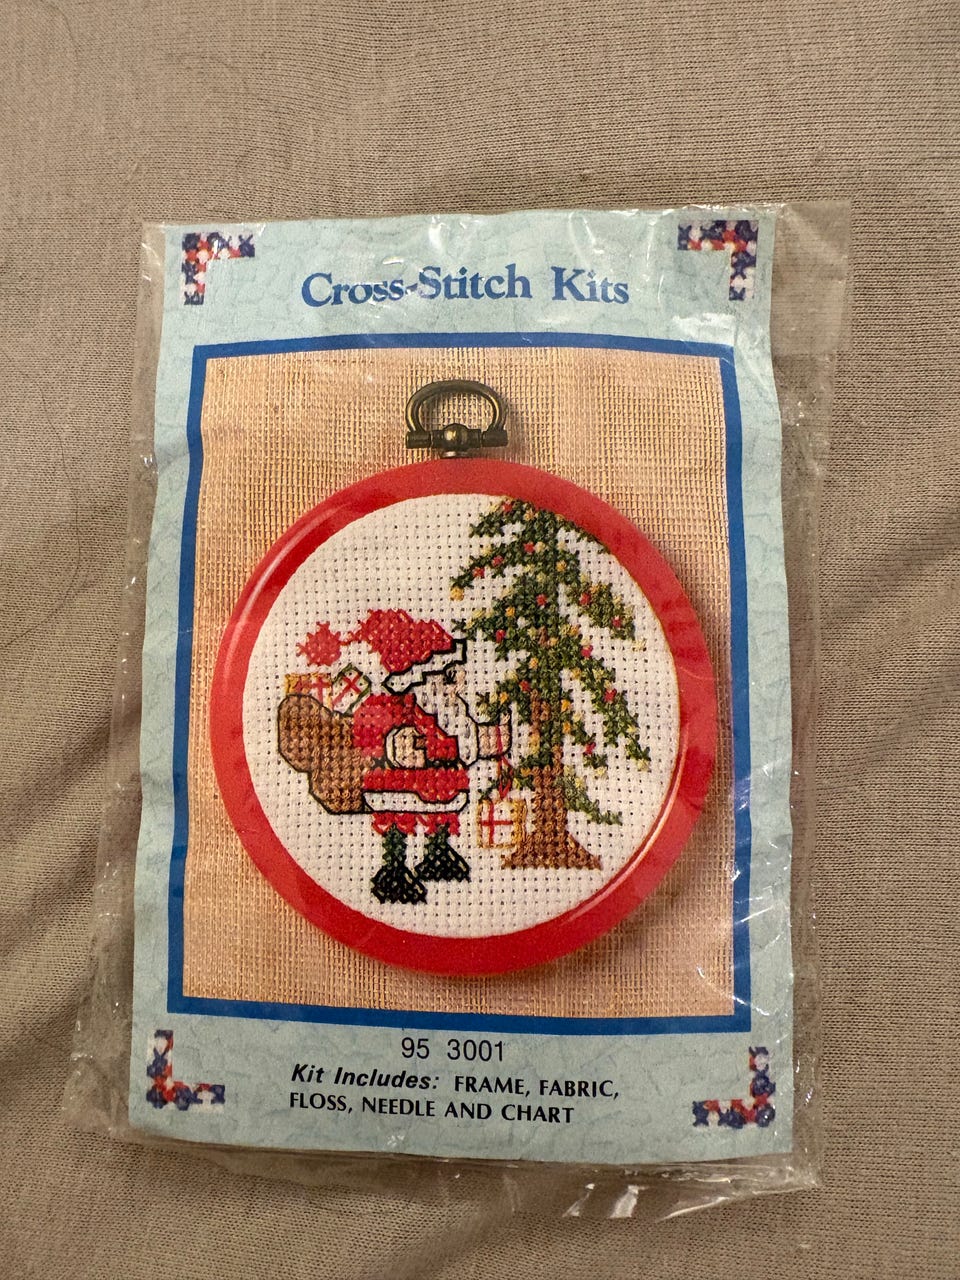 Cross-Stitch Kits
95 3001
Kit Includes: FRAME, FABRIC,
FLOSS, NEEDLE AND CHART